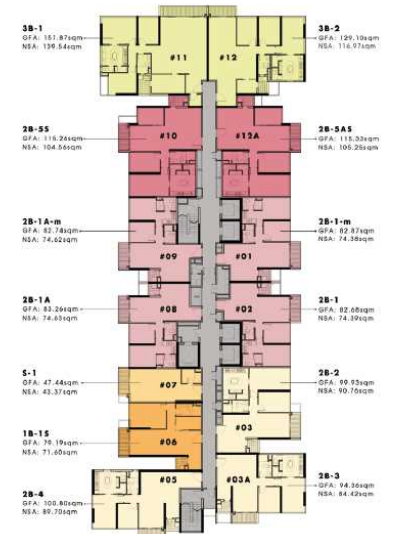 3B-1
GFA: 151.87sqm
NSA: 139.54sqm
3B-2
GFA: 129.10sqm
NSA: 116.97sqm
#11
#12
2B-5S
GFA: 115.26sqm
NSA: 104.56sqm
#10
#12A
2B-5AS
GFA: 115.33sqm
NSA: 105.25sqm
2B-1A-m
GFA: 82.74sqm
NSA: 74.62sqm
#09
#01
2B-1-m
GFA: 82.87sqm
NSA: 74.38sqm
2B-1A
GFA: 83.26sqm
NSA: 74.63sqm
#08
#02
2B-1
GFA: 82.68sqm
NSA: 74.39sqm
S-1
GFA: 47.44sqm
NSA: 43.37sqm
#07
2B-2
GFA: 99.93sqm
NSA: 90.76sqm
1B-1S
GFA: 79.19sqm
NSA: 71.60sqm
#06
#03
2B-4
GFA: 100.80sqm
NSA: 89.70sqm
#05
#03A
2B-3
GFA: 94.36sqm
NSA: 84.42sqm